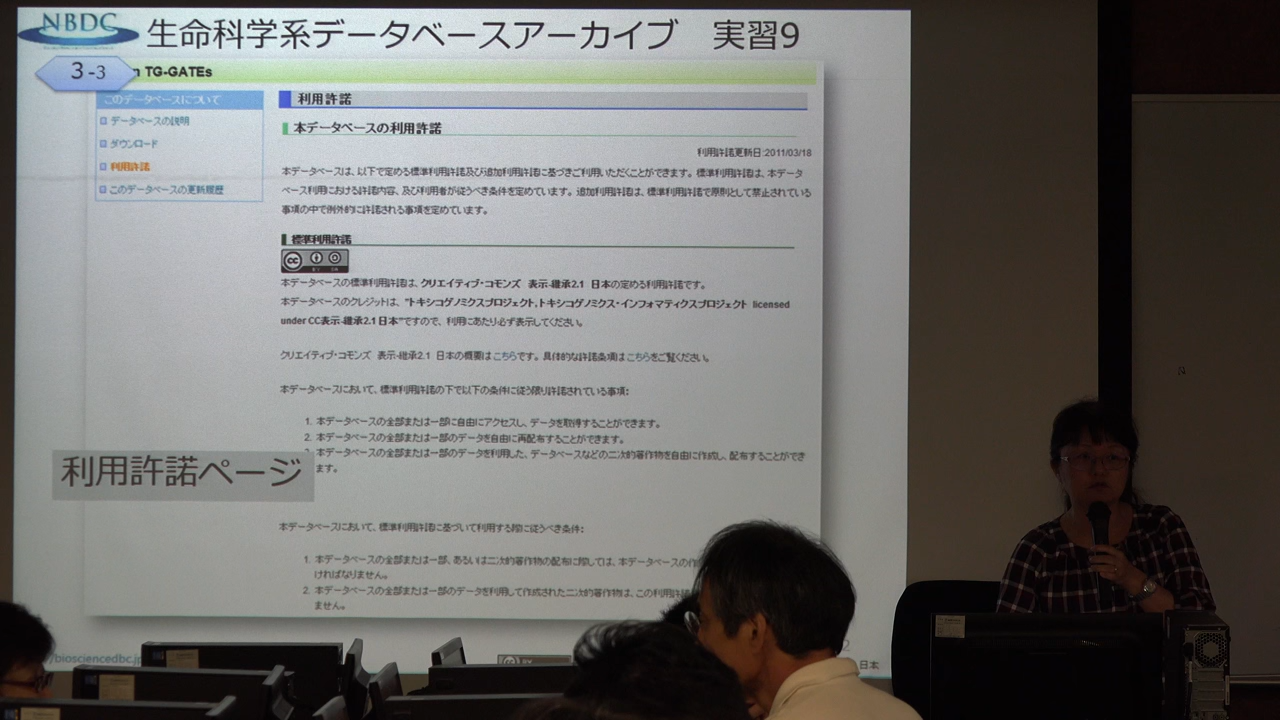 NBDC 生命科学系データベースアーカイブ 実習9
3-3
TG-GATEs
このデータベースについて
データベースの説明
ダウンロード
利用許諾
このデータベースの更新履歴
利用許諾
本データベースの利用許諾
利用許諾更新日:2011/03/18
本データベースは、以下で定める標準利用許諾及び追加利用許諾に基づきご利用いただくことができます。標準利用許諾は、本データ
ベース利用における許諾内容、及び利用者が従うべき条件を定めています。追加利用許諾は、標準利用許諾で原則として禁止されている
事項の中で例外的に許諾される事項を定めています。
標準利用許諾
cc
本データベースの標準利用許諾は、クリエイティブ・コモンズ 表示-継承2.1 日本の定める利用許諾です。
本データベースのクレジットは、"トキシコゲノミクスプロジェクト,トキシコゲノミクス・インフォマティクスプロジェクト licensed
under CC表示-継承2.1 日本"ですので、利用にあたり必ず表示してください。
クリエイティブ・コモンズ 表示-継承2.1 日本の概要はこちらです。具体的な許諾条項はこちらをご覧ください。
本データベースにおいて、標準利用許諾の下で以下の条件に従う限り許諾されている事項:
1. 本データベースの全部または一部に自由にアクセスし、データを取得することができます。
2. 本データベースの全部または一部のデータを自由に再配布することができます。
本データベースの全部または一部のデータを利用した、データベースなどの二次的著作物を自由に作成し、配布することができ
ます。
利用許諾ページ
本データベースにおいて、標準利用許諾に基づいて利用する際に従うべき条件:
1. 本データベースの全部または一部、あるいは二次的著作物の配布に際しては、本データベースの作
ければなりません。
2. 本データベースの全部または一部のデータを利用して作成された二次的著作物は、この利用許諾
ません。
/biosciencedbc.jp
cc BY
2
日本